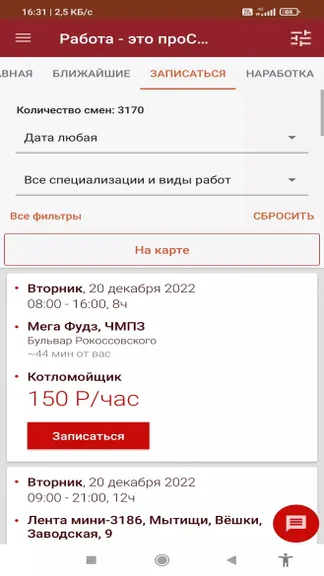 16:31 | 2,5 КБ/с
69
Работа - это проС...
ВНАЯ
БЛИЖАЙШИЕ
ЗАПИСАТЬСЯ
НАРАБОТКА
Количество смен: 3170
Дата любая
Все специализации и виды работ
Все фильтры
СБРОСИТЬ
На карте
Вторник, 20 декабря 2022
08:00 - 16:00, 8ч
Мега Фудз, ЧМПЗ
Бульвар Рокоссовского
~44 мин от вас
Котломойщик
150 Р/час
Записаться
Вторник, 20 декабря 2022
09:00 - 21:00, 12ч
Лента мини-3186, Мытищи, Вёшки,
Заводская, 9